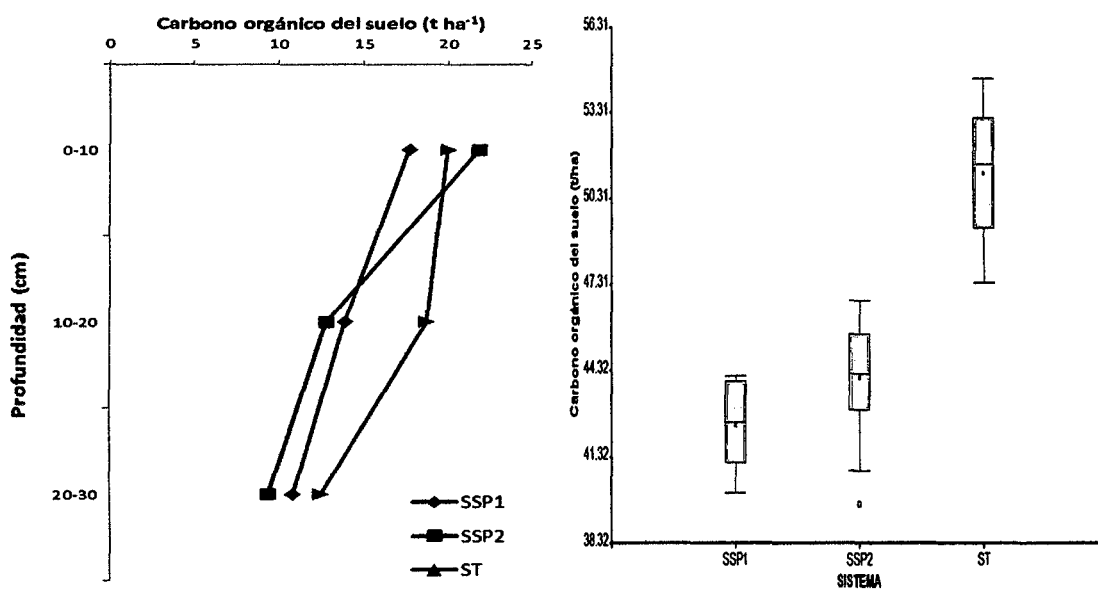 Carbono orgánico del suelo (t ha⁻¹)
0 5 10 15 20 25
Profundidad (cm)
0-10
10-20
20-30
SSP1
SSP2
ST
Carbono orgánico del suelo (t/ha)
56.31
53.31
50.31
47.31
44.32
41.32
38.32
SSP1 SSP2 ST
SISTEMA